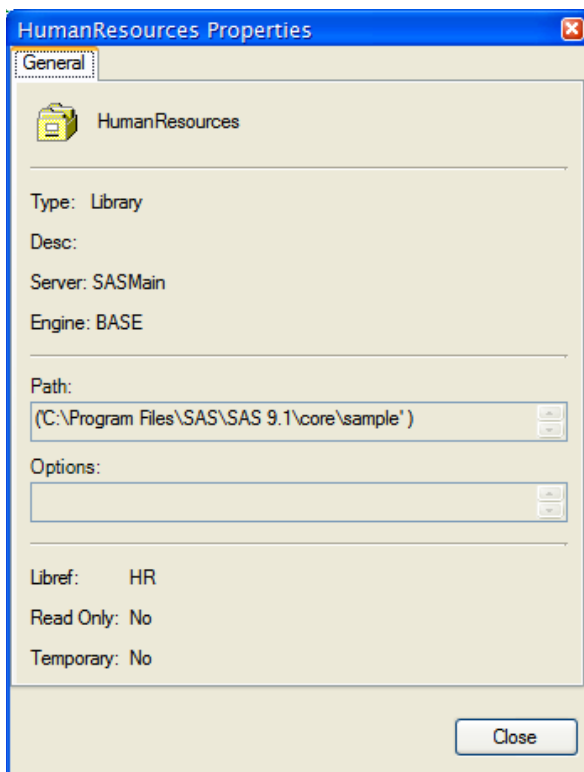 HumanResources Properties
General
HumanResources
Type: Library
Desc:
Server: SASMain
Engine: BASE
Path:
('C:\Program Files\SAS\SAS 9.1\core\sample' )
Options:
Libref: HR
Read Only: No
Temporary: No
Close